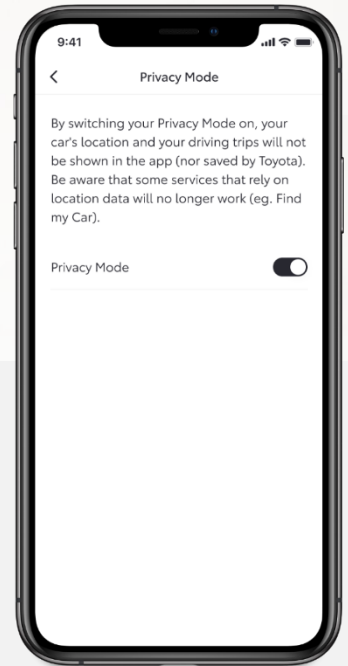 9:41
Privacy Mode
By switching your Privacy Mode on, your
car's location and your driving trips will not
be shown in the app (nor saved by Toyota).
Be aware that some services that rely on
location data will no longer work (eg. Find
my Car).
Privacy Mode